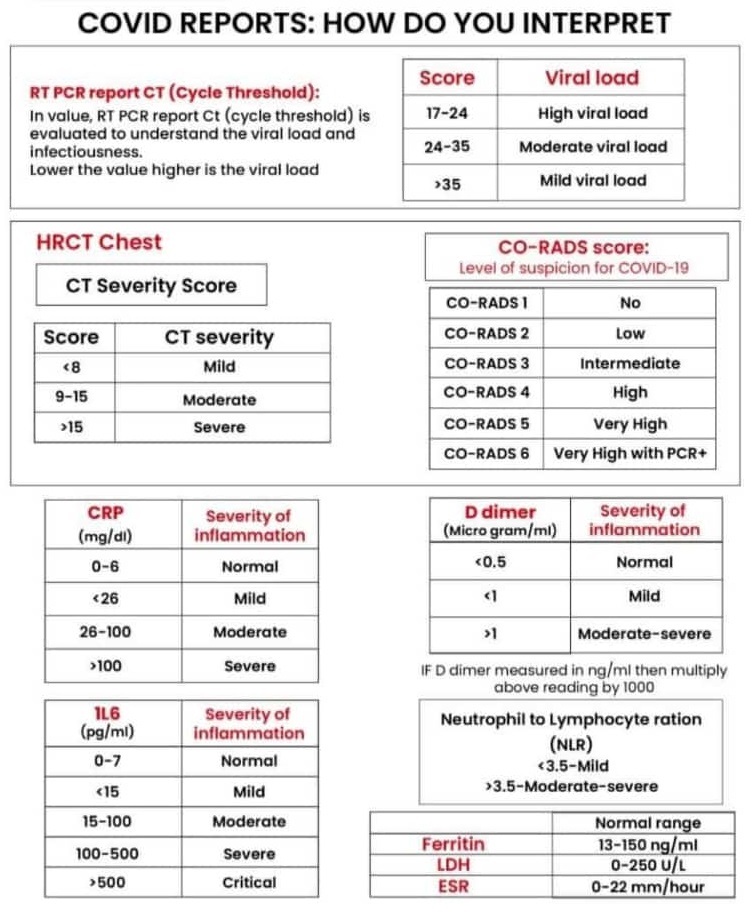 COVID REPORTS: HOW DO YOU INTERPRET
RT PCR report CT (Cycle Threshold):
In value, RT PCR report Ct (cycle threshold) is
evaluated to understand the viral load and
infectiousness.
Lower the value higher is the viral load
Score Viral load
17-24 High viral load
24-35 Moderate viral load
>35 Mild viral load
HRCT Chest
CT Severity Score
Score CT severity
<8 Mild
9-15 Moderate
>15 Severe
CO-RADS score:
Level of suspicion for COVID-19
CO-RADS 1 No
CO-RADS 2 Low
CO-RADS 3 Intermediate
CO-RADS 4 High
CO-RADS 5 Very High
CO-RADS 6 Very High with PCR+
CRP Severity of
(mg/dl) inflammation
0-6 Normal
<26 Mild
26-100 Moderate
>100 Severe
D dimer Severity of
(Micro gram/ml) inflammation
<0.5 Normal
<1 Mild
>1 Moderate-severe
IF D dimer measured in ng/ml then multiply
above reading by 1000
1L6 Severity of
(pg/ml) inflammation
0-7 Normal
<15 Mild
15-100 Moderate
100-500 Severe
>500 Critical
Neutrophil to Lymphocyte ration
(NLR)
<3.5-Mild
>3.5-Moderate-severe
Normal range
Ferritin 13-150 ng/ml
LDH 0-250 U/L
ESR 0-22 mm/hour